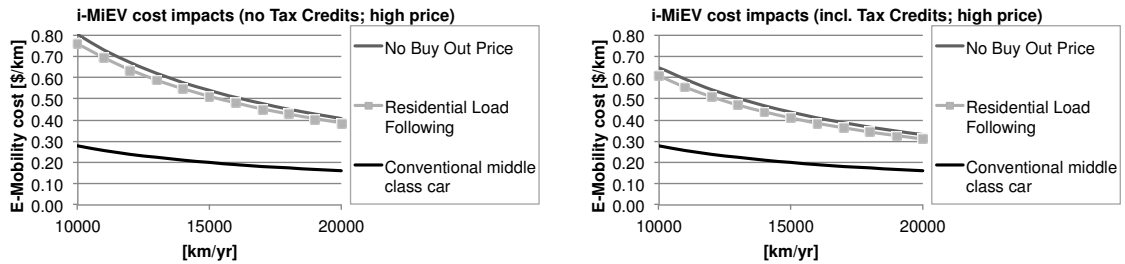 i-MiEV cost impacts (no Tax Credits; high price)
E-Mobility cost [$/km]
0.80
0.70
0.60
0.50
0.40
0.30
0.20
0.10
0.00
10000
15000
20000
[km/yr]
No Buy Out Price
Residential Load
Following
Conventional middle
class car
i-MiEV cost impacts (incl. Tax Credits; high price)
E-Mobility cost [$/km]
0.80
0.70
0.60
0.50
0.40
0.30
0.20
0.10
0.00
10000
15000
20000
[km/yr]
No Buy Out Price
Residential Load
Following
Conventional middle
class car